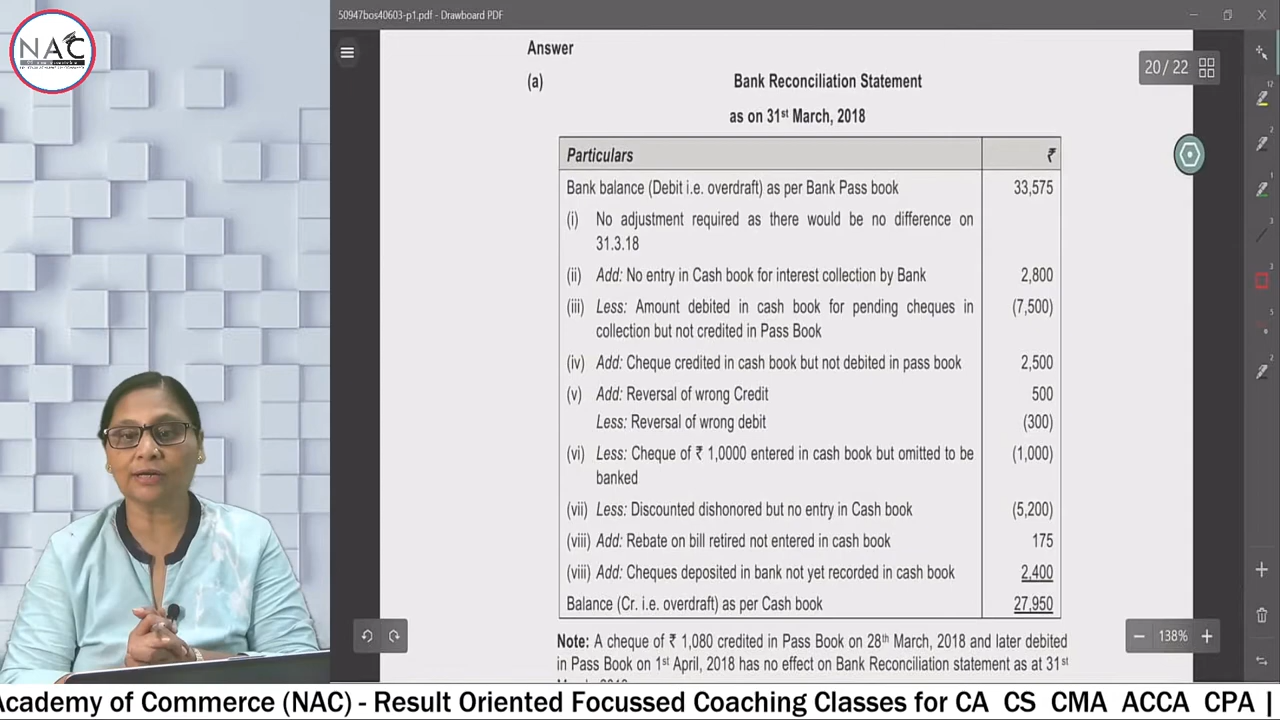 NAC
50947bos40603-p1.pdf - Drawboard PDF
20 / 22
Answer
(a) Bank Reconciliation Statement
as on 31st March, 2018
Particulars ₹
Bank balance (Debit i.e. overdraft) as per Bank Pass book 33,575
(i) No adjustment required as there would be no difference on
31.3.18
(ii) Add: No entry in Cash book for interest collection by Bank 2,800
(iii) Less: Amount debited in cash book for pending cheques in (7,500)
collection but not credited in Pass Book
(iv) Add: Cheque credited in cash book but not debited in pass book 2,500
(v) Add: Reversal of wrong Credit 500
Less: Reversal of wrong debit (300)
(vi) Less: Cheque of ₹ 1,0000 entered in cash book but omitted to be (1,000)
banked
(vii) Less: Discounted dishonored but no entry in Cash book (5,200)
(viii) Add: Rebate on bill retired not entered in cash book 175
(viii) Add: Cheques deposited in bank not yet recorded in cash book 2,400
Balance (Cr. i.e. overdraft) as per Cash book 27,950
Note: A cheque of ₹ 1,080 credited in Pass Book on 28th March, 2018 and later debited
in Pass Book on 1st April, 2018 has no effect on Bank Reconciliation statement as at 31st
138%
Academy of Commerce (NAC) - Result Oriented Focussed Coaching Classes for CA CS CMA ACCA CPA |